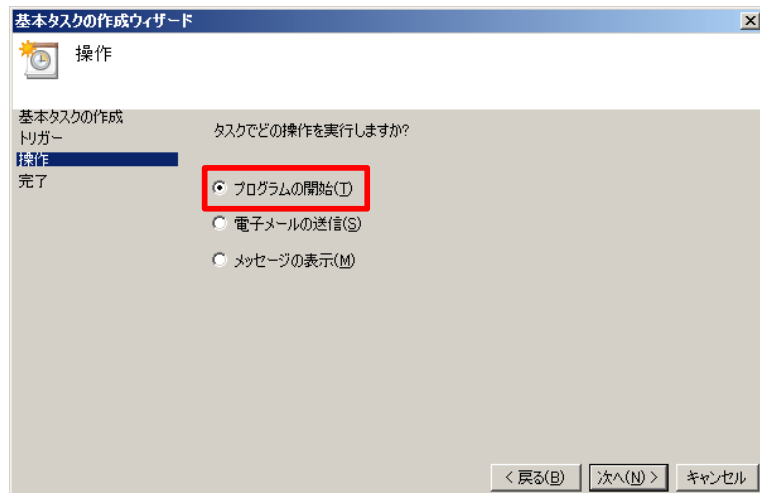 基本タスクの作成ウィザード
操作
基本タスクの作成
トリガー
操作
完了
タスクでどの操作を実行しますか?
プログラムの開始(T)
電子メールの送信(S)
メッセージの表示(M)
< 戻る(B) 次へ(N) > キャンセル